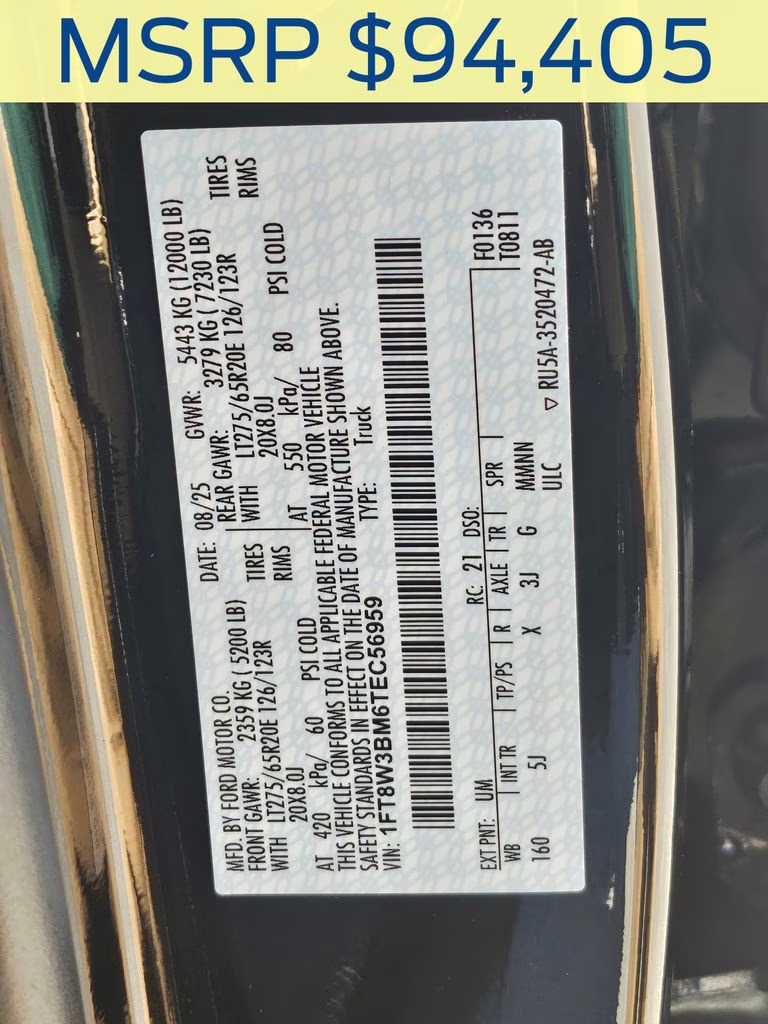 MSRP $94,405
MFD. BY FORD MOTOR CO.
DATE: 08/25 GVWR: 5443 KG (12000 LB)
FRONT GAWR: 2359 KG ( 5200 LB)
REAR GAWR: 3279 KG ( 7230 LB)
WITH LT275/65R20E 126/123R TIRES
WITH LT275/65R20E 126/123R TIRES
20X8.0J RIMS
20X8.0J RIMS
AT 420 kPa/ 60 PSI COLD
AT 550 kPa/ 80 PSI COLD
THIS VEHICLE CONFORMS TO ALL APPLICABLE FEDERAL MOTOR VEHICLE
SAFETY STANDARDS IN EFFECT ON THE DATE OF MANUFACTURE SHOWN ABOVE.
VIN: 1FT8W3BM6TEC56959 TYPE: Truck
EXT PNT: UM RC: 21 DSO: F0136
WB | INT TR | TP/PS | R | AXLE | TR | SPR | T0811
160 5J X 3J G MMNNN
ULC ▽ RU5A-3520472-AB